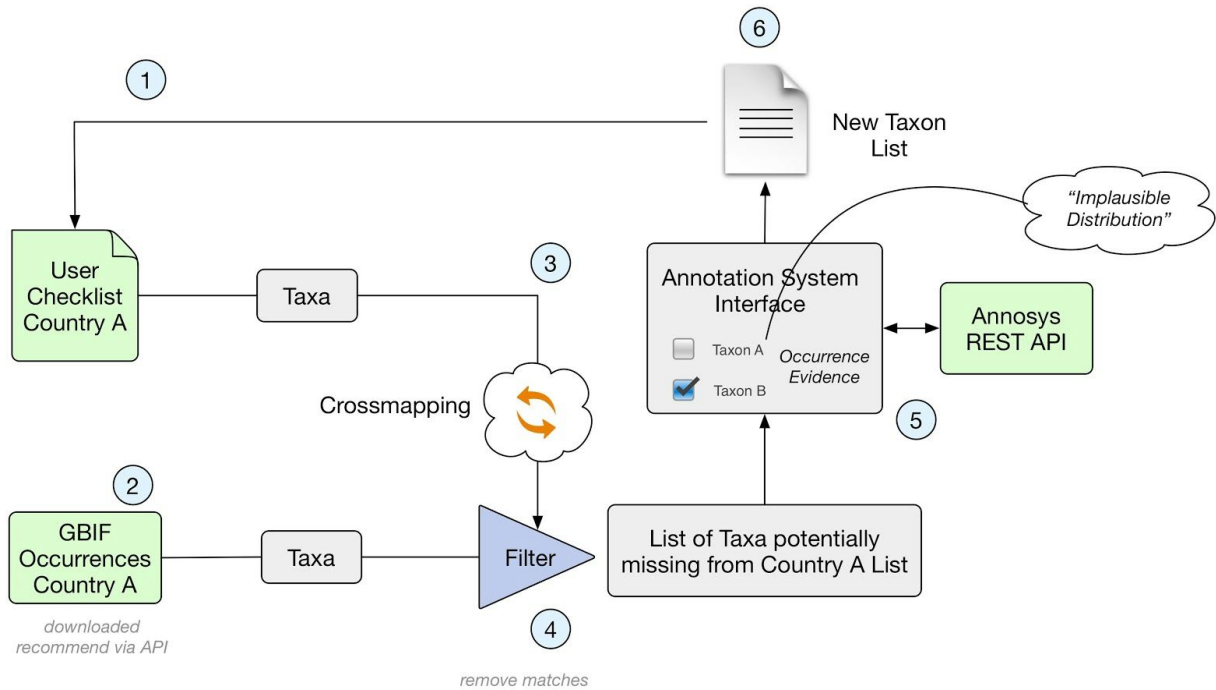 6
1
New Taxon
List
“Implausible
Distribution”
User
Checklist
Country A
Taxa
3
Annotation System
Interface
Taxon A
Occurrence
Evidence
Taxon B
Annosys
REST API
5
Crossmapping
2
GBIF
Occurrences
Country A
Taxa
Filter
List of Taxa potentially
missing from Country A List
downloaded
recommend via API
4
remove matches